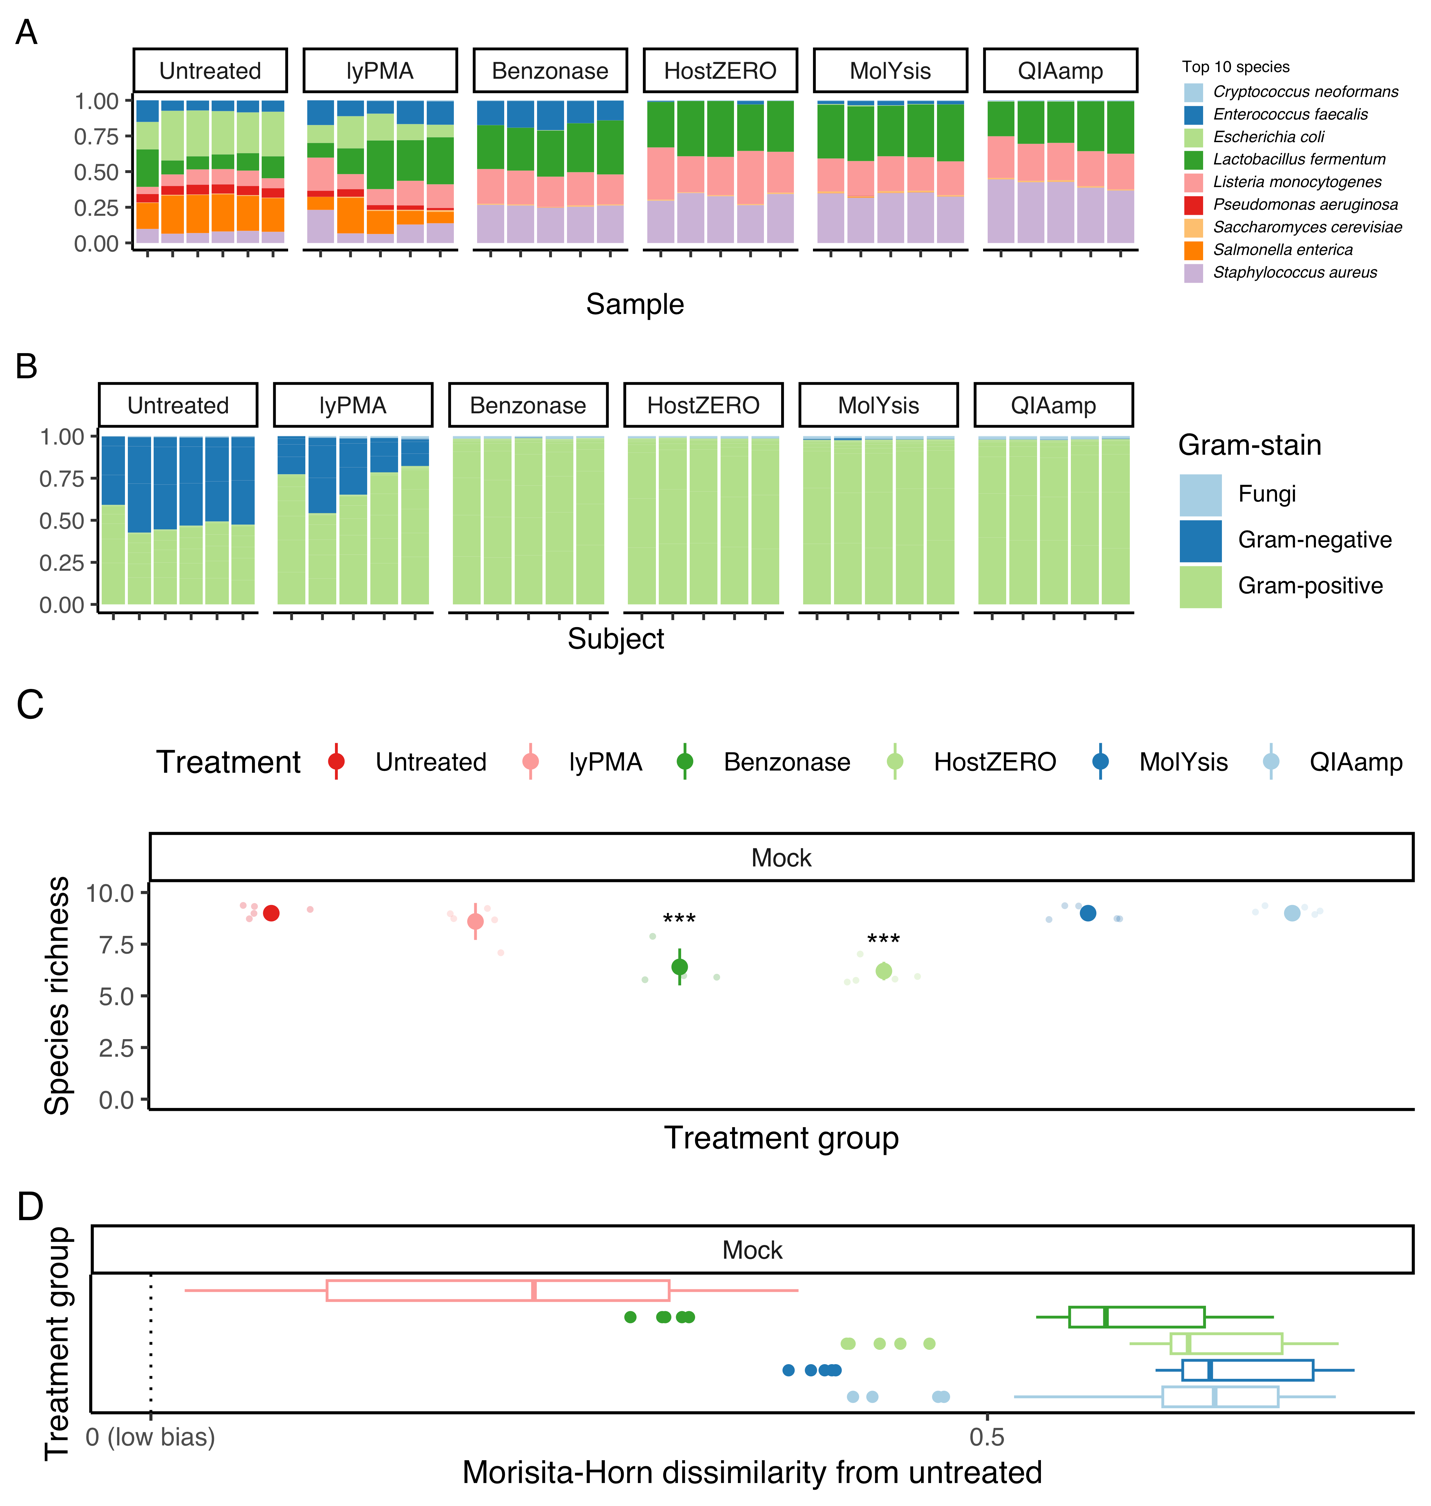 A
Untreated lyPMA Benzonase HostZERO MolYsis QIAamp
1.00
0.75
0.50
0.25
0.00
Sample
Top 10 species
Cryptococcus neoformans
Enterococcus faecalis
Escherichia coli
Lactobacillus fermentum
Listeria monocytogenes
Pseudomonas aeruginosa
Saccharomyces cerevisiae
Salmonella enterica
Staphylococcus aureus
B
Untreated lyPMA Benzonase HostZERO MolYsis QIAamp
1.00
0.75
0.50
0.25
0.00
Subject
Gram-stain
Fungi
Gram-negative
Gram-positive
C
Treatment Untreated lyPMA Benzonase HostZERO MolYsis QIAamp
Mock
Species richness
10.0
7.5
5.0
2.5
0.0
***
***
Treatment group
D
Mock
Treatment group
0 (low bias) 0.5
Morisita-Horn dissimilarity from untreated